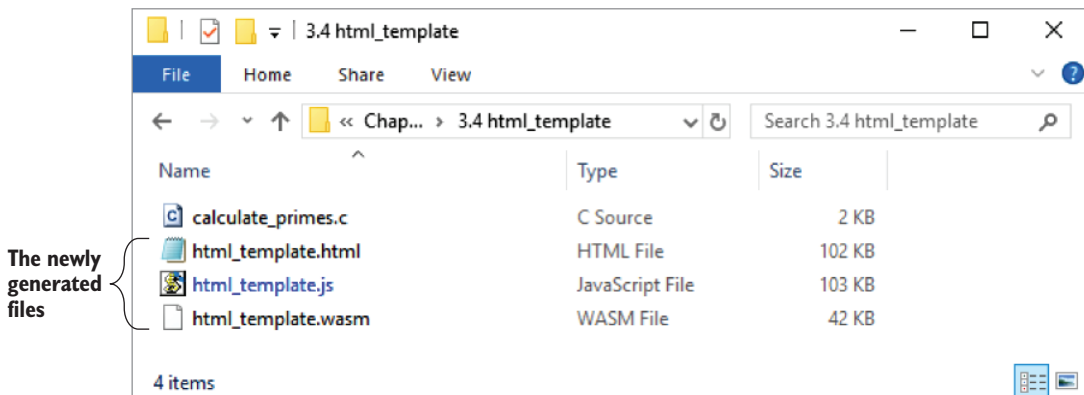 3.4 html_template
File Home Share View
?
« Chap... › 3.4 html_template
Search 3.4 html_template
Name Type Size
calculate_primes.c C Source 2 KB
html_template.html HTML File 102 KB
html_template.js JavaScript File 103 KB
html_template.wasm WASM File 42 KB
The newly
generated
files
4 items